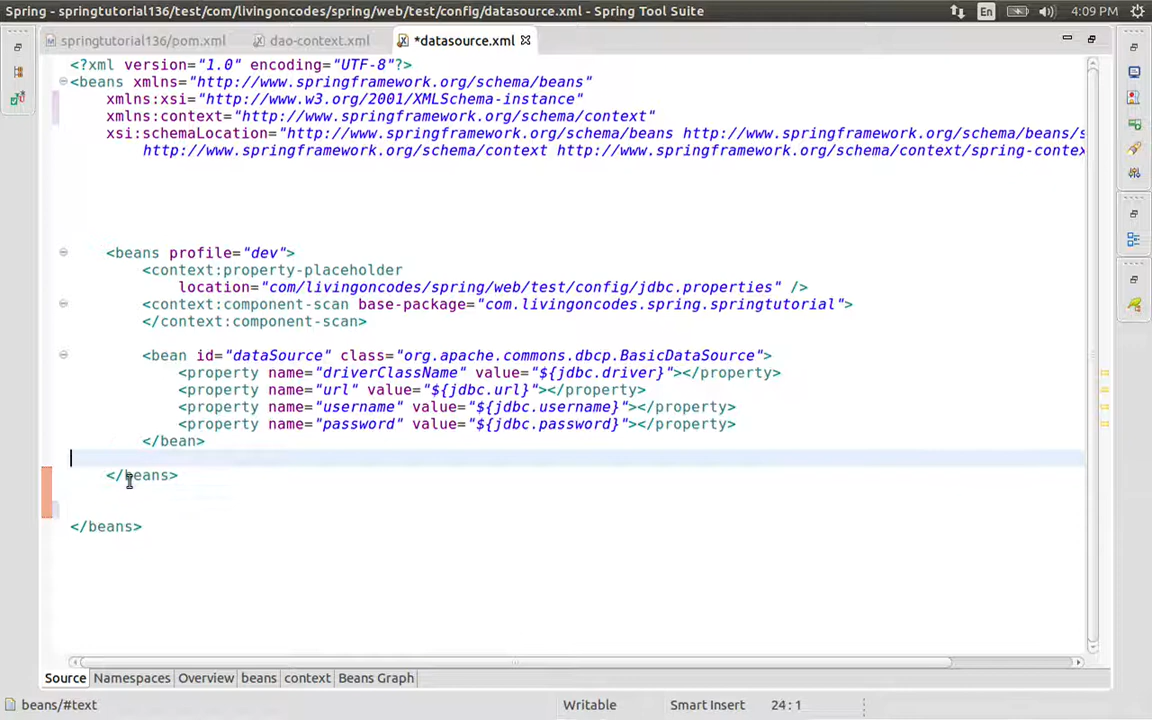 Spring - springtutorial136/test/com/livingoncodes/spring/web/test/config/datasource.xml - Spring Tool Suite
En
4:09 PM
springtutorial136/pom.xml
dao-context.xml
*datasource.xml
<?xml version="1.0" encoding="UTF-8"?>
<beans xmlns="http://www.springframework.org/schema/beans"
xmlns:xsi="http://www.w3.org/2001/XMLSchema-instance"
xmlns:context="http://www.springframework.org/schema/context"
xsi:schemaLocation="http://www.springframework.org/schema/beans http://www.springframework.org/schema/beans/s
http://www.springframework.org/schema/context http://www.springframework.org/schema/context/spring-contex
<beans profile="dev">
<context:property-placeholder
location="com/livingoncodes/spring/web/test/config/jdbc.properties" />
<context:component-scan base-package="com.livingoncodes.spring.springtutorial">
</context:component-scan>
<bean id="dataSource" class="org.apache.commons.dbcp.BasicDataSource">
<property name="driverClassName" value="${jdbc.driver}"></property>
<property name="url" value="${jdbc.url}"></property>
<property name="username" value="${jdbc.username}"></property>
<property name="password" value="${jdbc.password}"></property>
</bean>
</beans>
</beans>
Source
Namespaces
Overview
beans
context
Beans Graph
beans/#text
Writable
Smart Insert
24 : 1